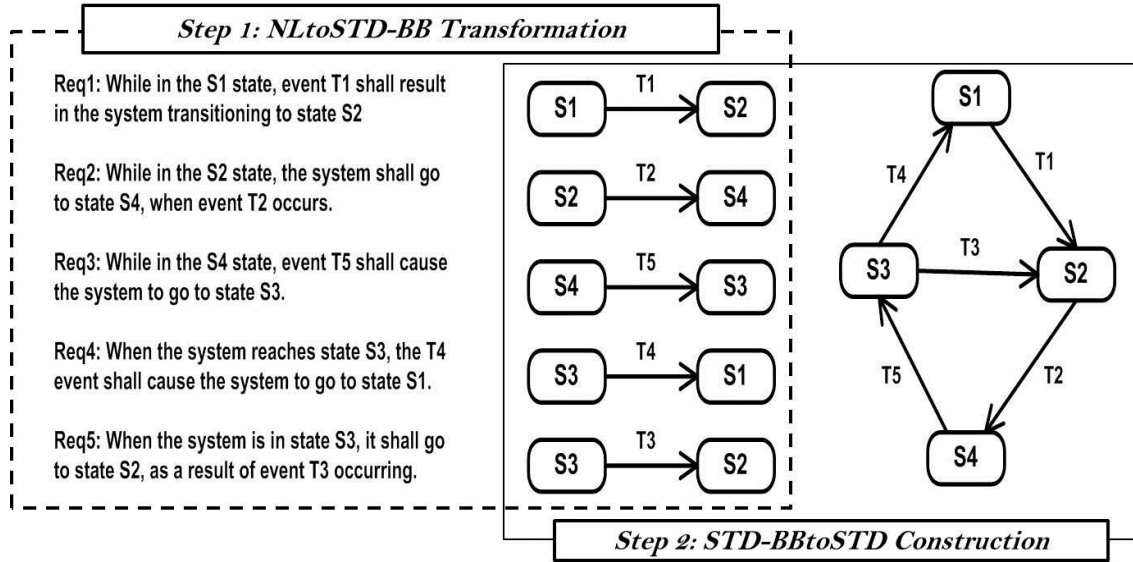 Step 1: NLtoSTD-BB Transformation
Req1: While in the S1 state, event T1 shall result
in the system transitioning to state S2
Req2: While in the S2 state, the system shall go
to state S4, when event T2 occurs.
Req3: While in the S4 state, event T5 shall cause
the system to go to state S3.
Req4: When the system reaches state S3, the T4
event shall cause the system to go to state S1.
Req5: When the system is in state S3, it shall go
to state S2, as a result of event T3 occurring.
T1
S1 S2
T2
S2 S4
T5
S4 S3
T4
S3 S1
T3
S3 S2
S1
T4 T1
S3 T3 S2
T5 T2
S4
Step 2: STD-BBtoSTD Construction